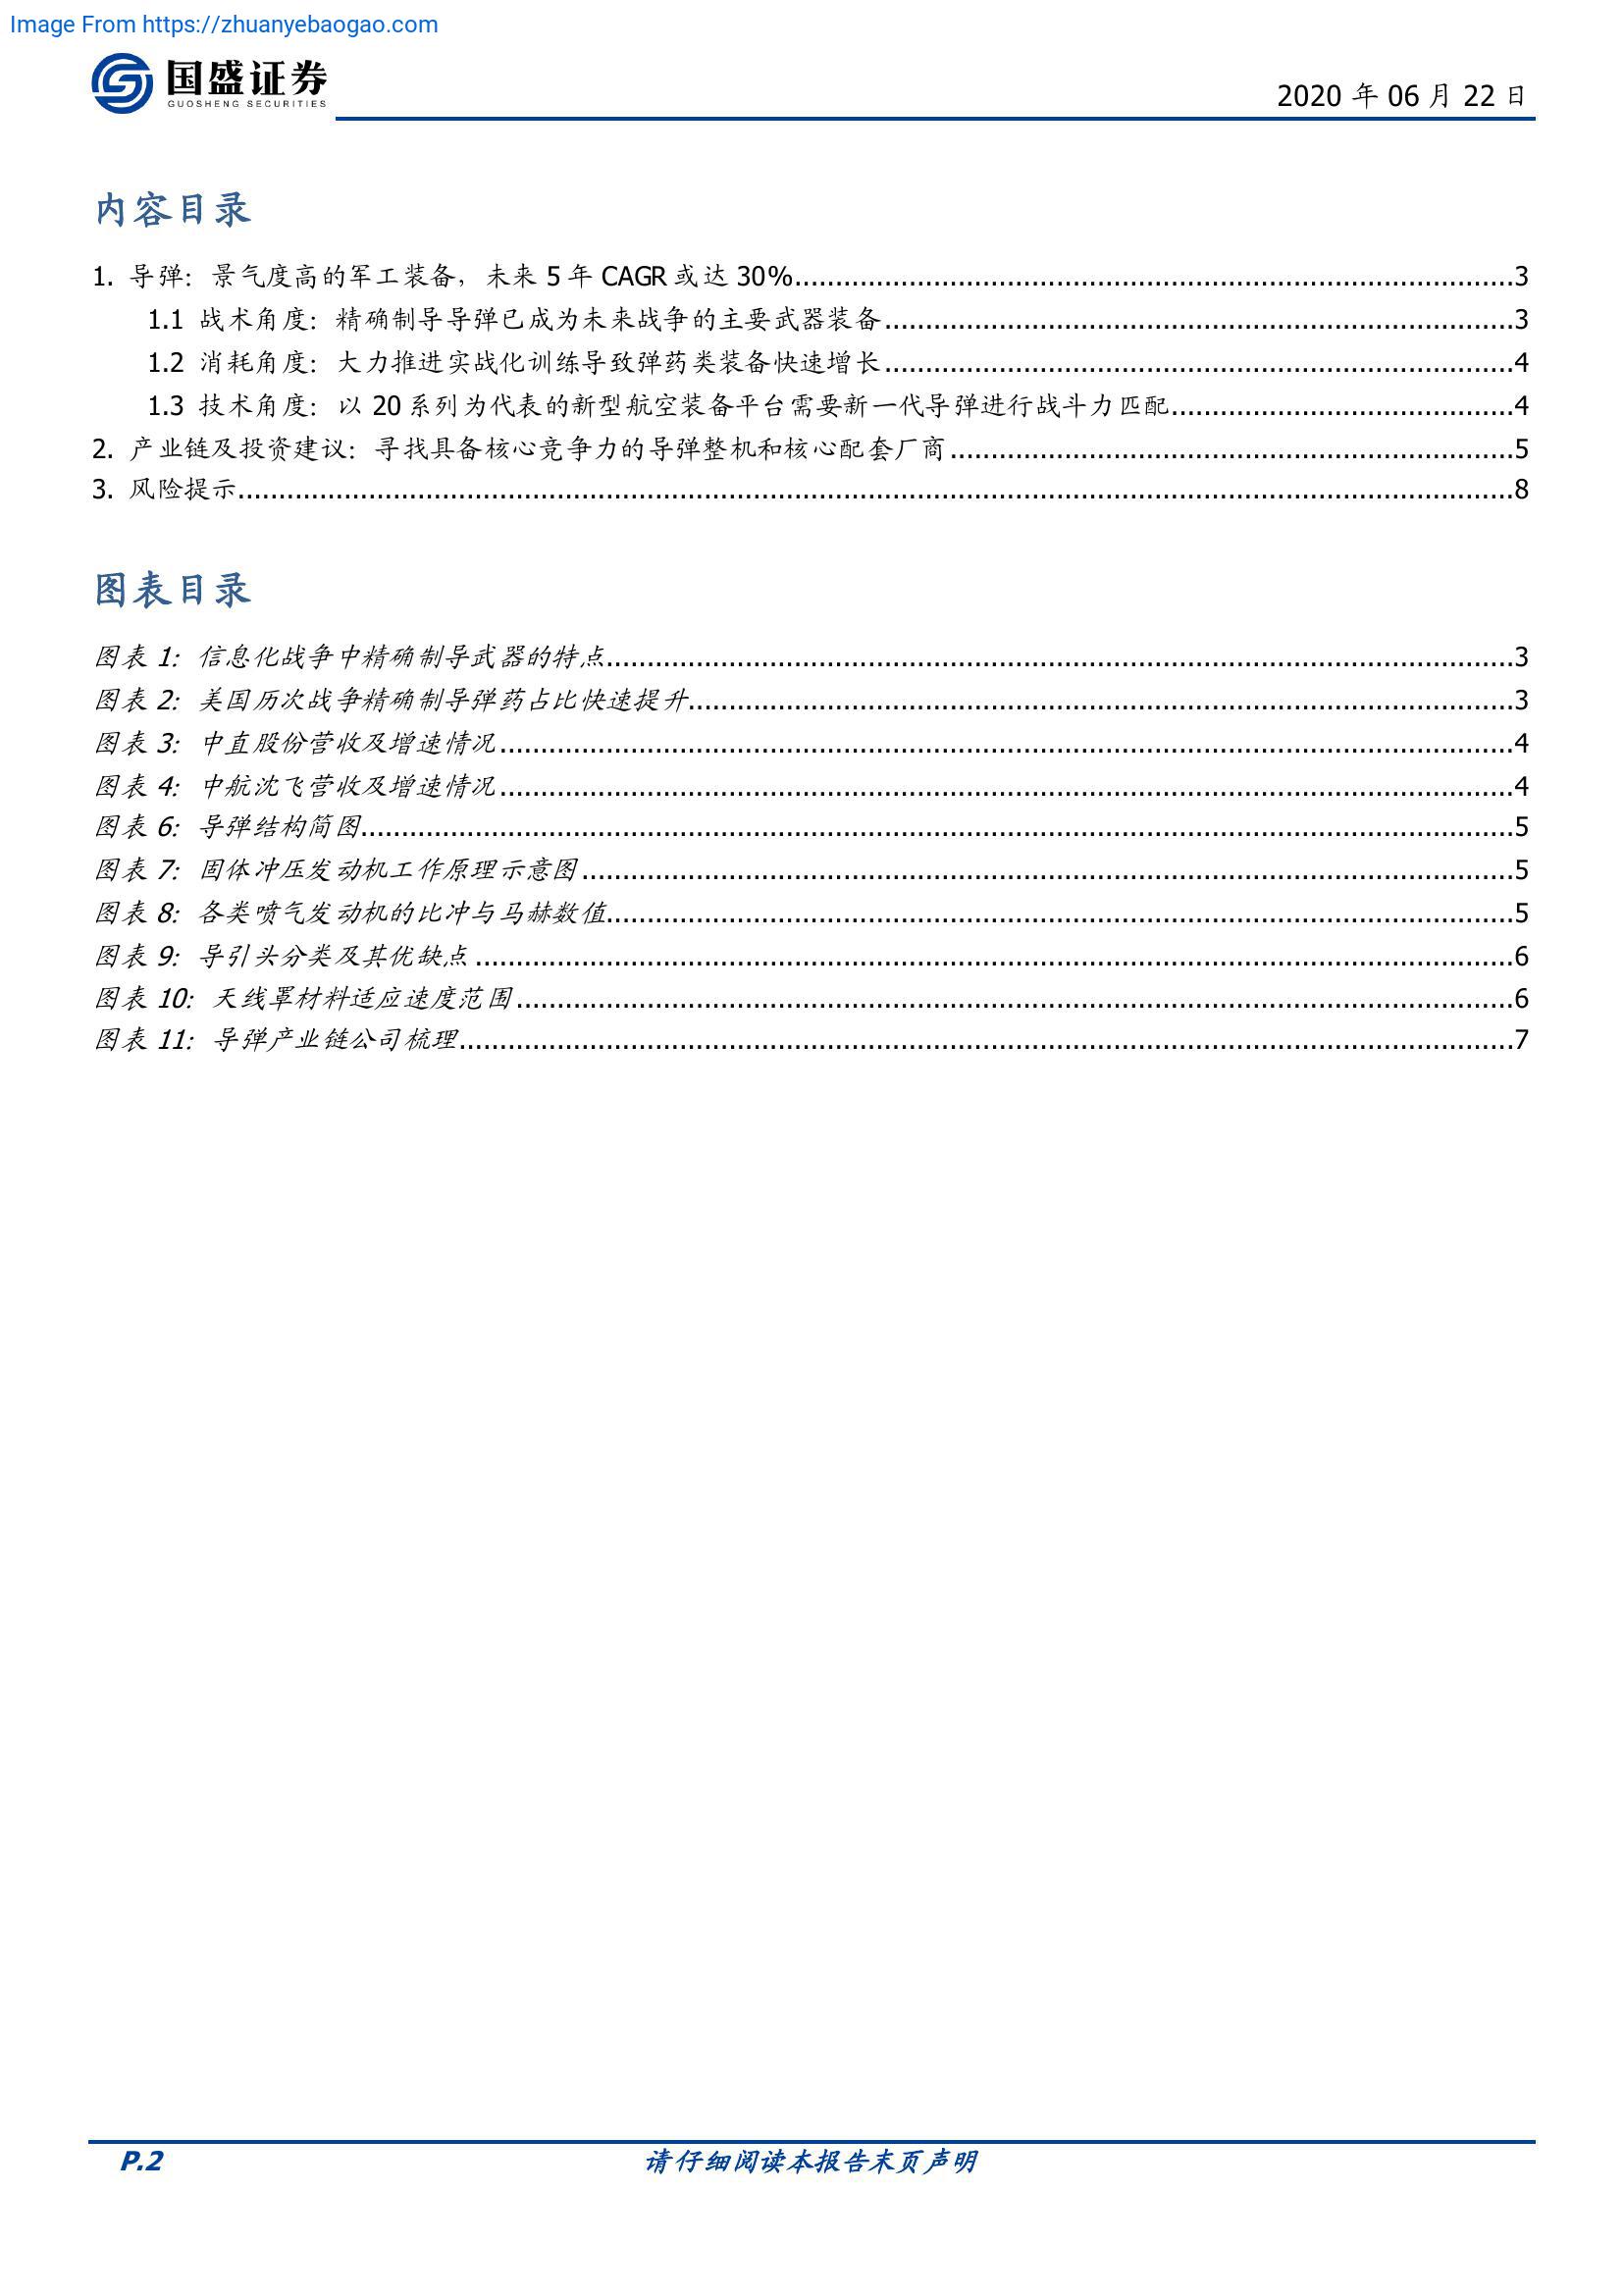 Image From https://zhuanyebaogao.com
国盛证券
GUOSHENG SECURITIES
2020 年 06 月 22 日
内容目录
1. 导弹：景气度高的军工装备，未来 5 年 CAGR 或达 30%...3
1.1 战术角度：精确制导导弹已成为未来战争的主要武器装备...3
1.2 消耗角度：大力推进实战化训练导致弹药类装备快速增长...4
1.3 技术角度：以 20 系列为代表的新型航空装备平台需要新一代导弹进行战斗力匹配...4
2. 产业链及投资建议：寻找具备核心竞争力的导弹整机和核心配套厂商...5
3. 风险提示...8
图表目录
图表 1：信息化战争中精确制导武器的特点...3
图表 2：美国历次战争精确制导弹药占比快速提升...3
图表 3：中直股份营收及增速情况...4
图表 4：中航沈飞营收及增速情况...4
图表 6：导弹结构简图...5
图表 7：固体冲压发动机工作原理示意图...5
图表 8：各类喷气发动机的比冲与马赫数值...5
图表 9：导引头分类及其优缺点...6
图表 10：天线罩材料适应速度范围...6
图表 11：导弹产业链公司梳理...7
P.2
请仔细阅读本报告末页声明